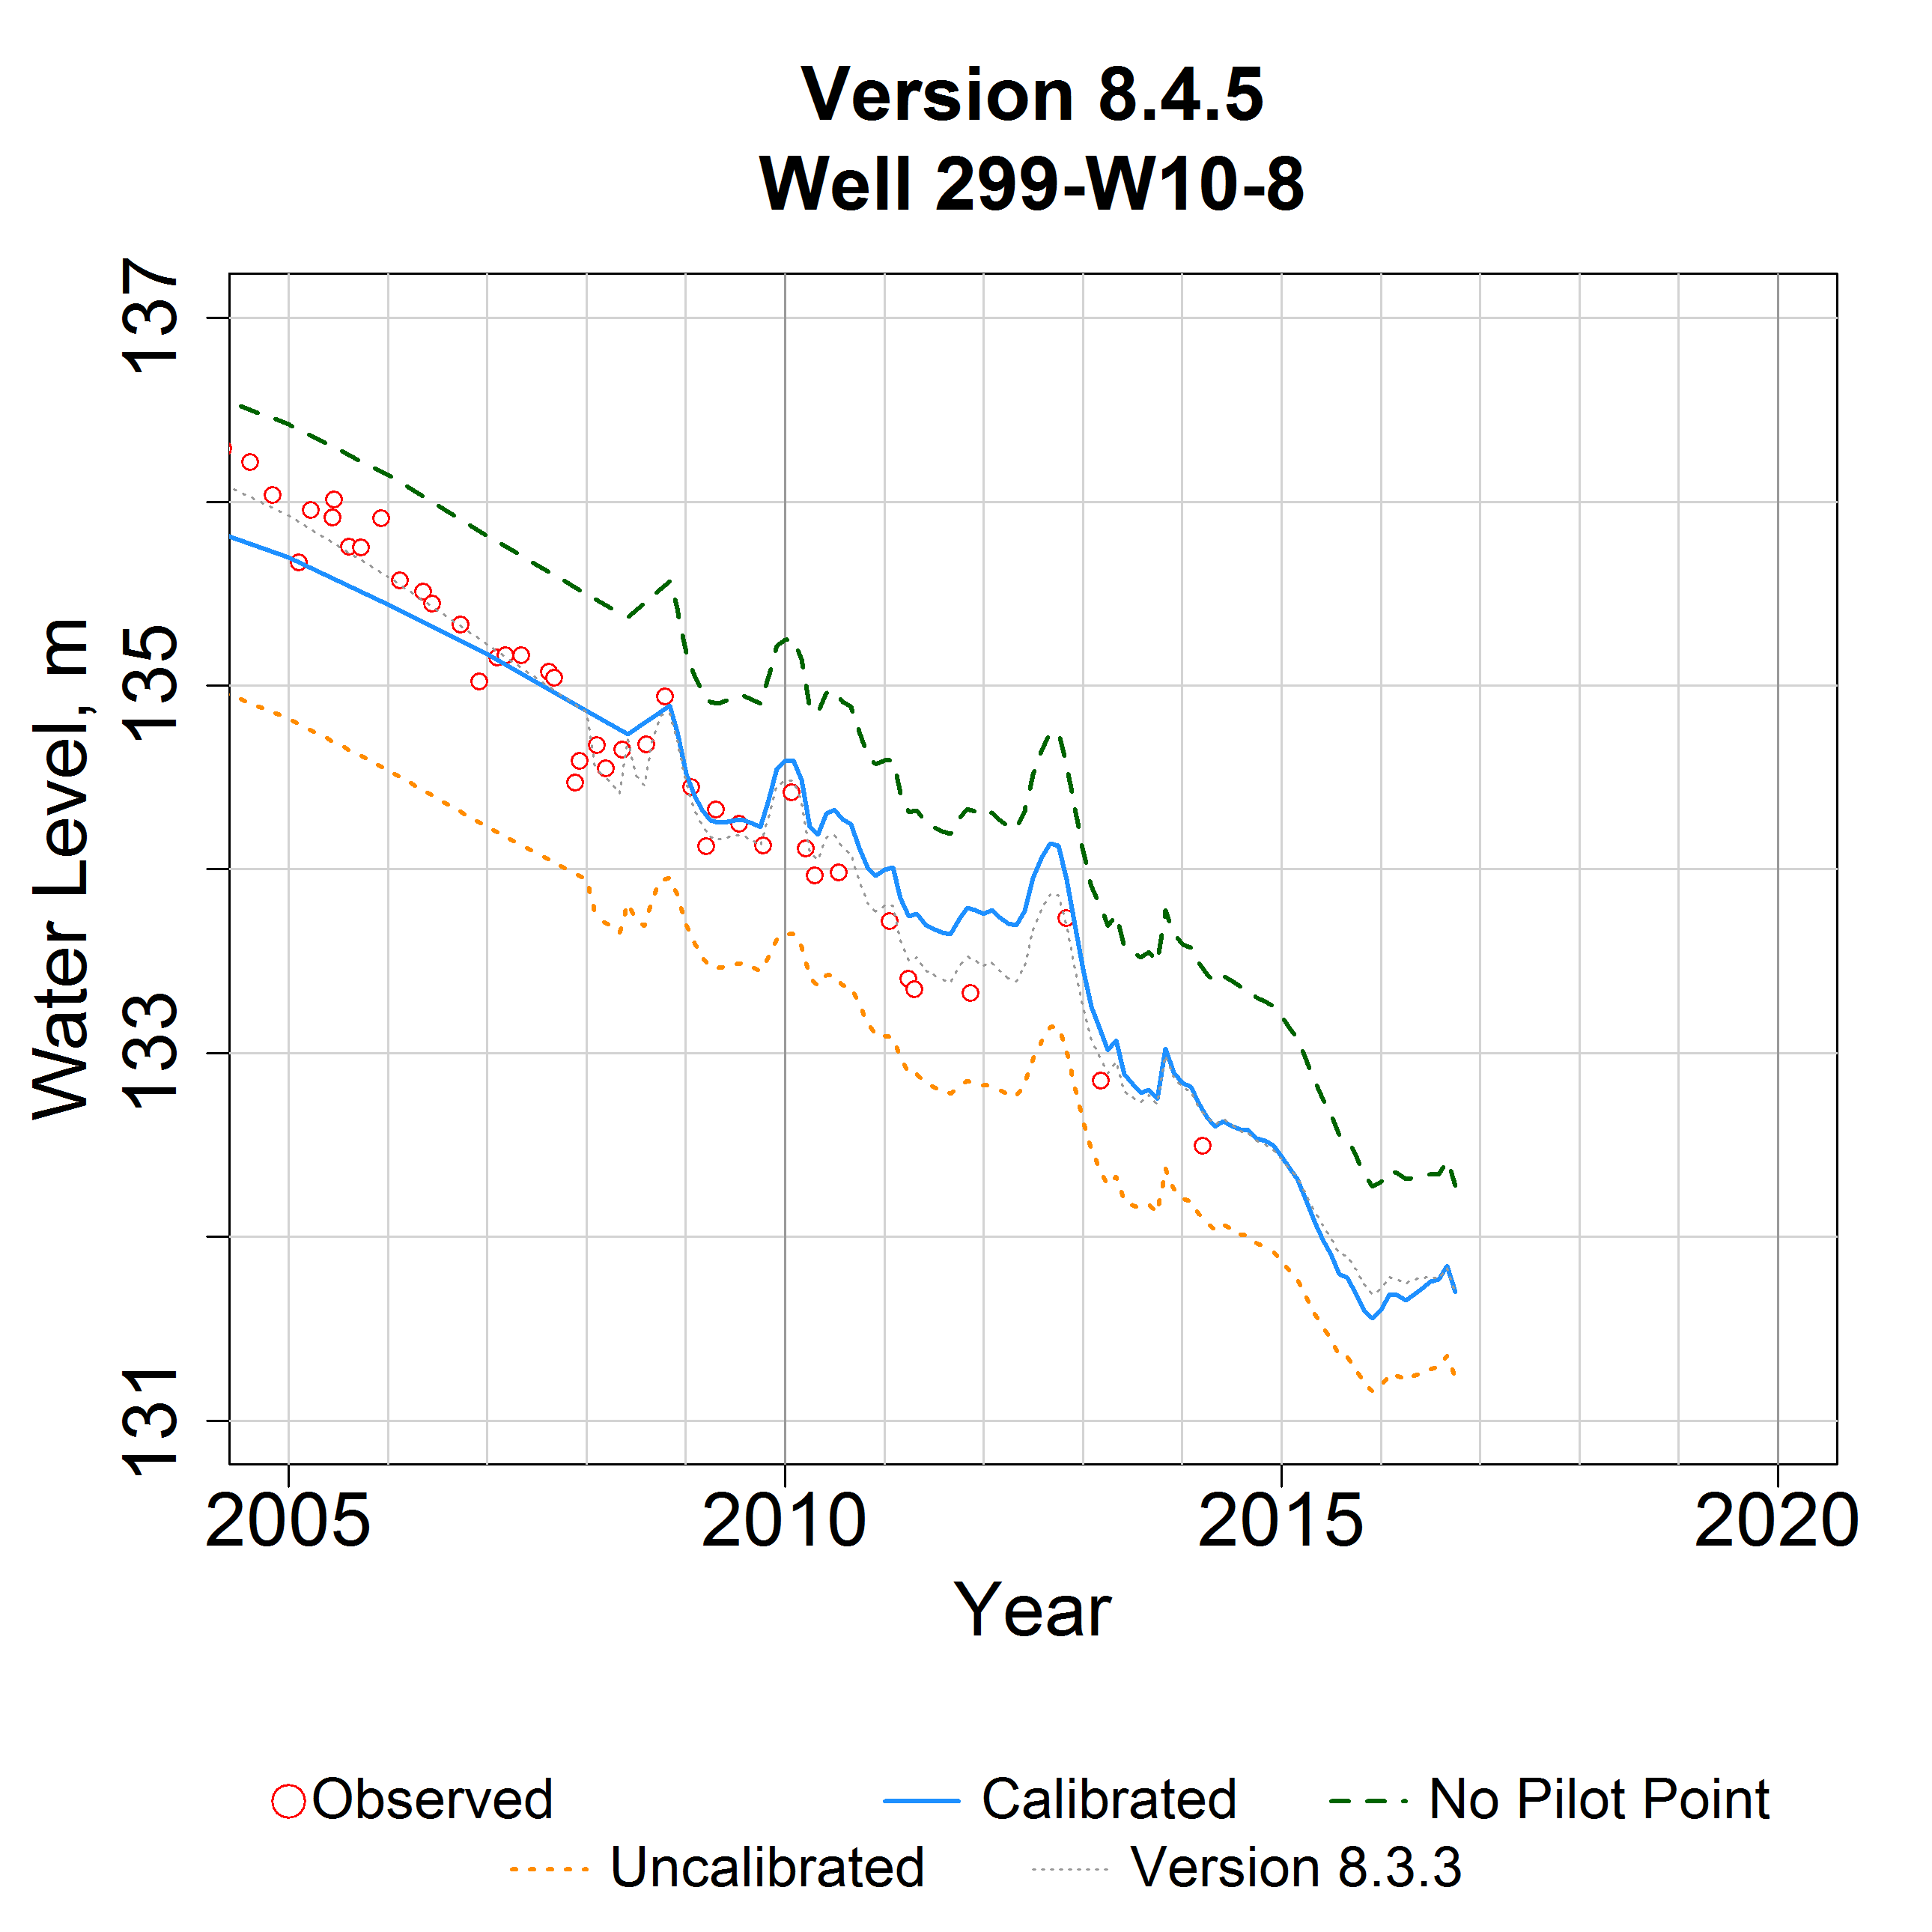 Version 8.4.5
Well 299-W10-8
Water Level, m
137
135
133
131
2005 2010 2015 2020
Year
Observed Calibrated No Pilot Point
Uncalibrated Version 8.3.3